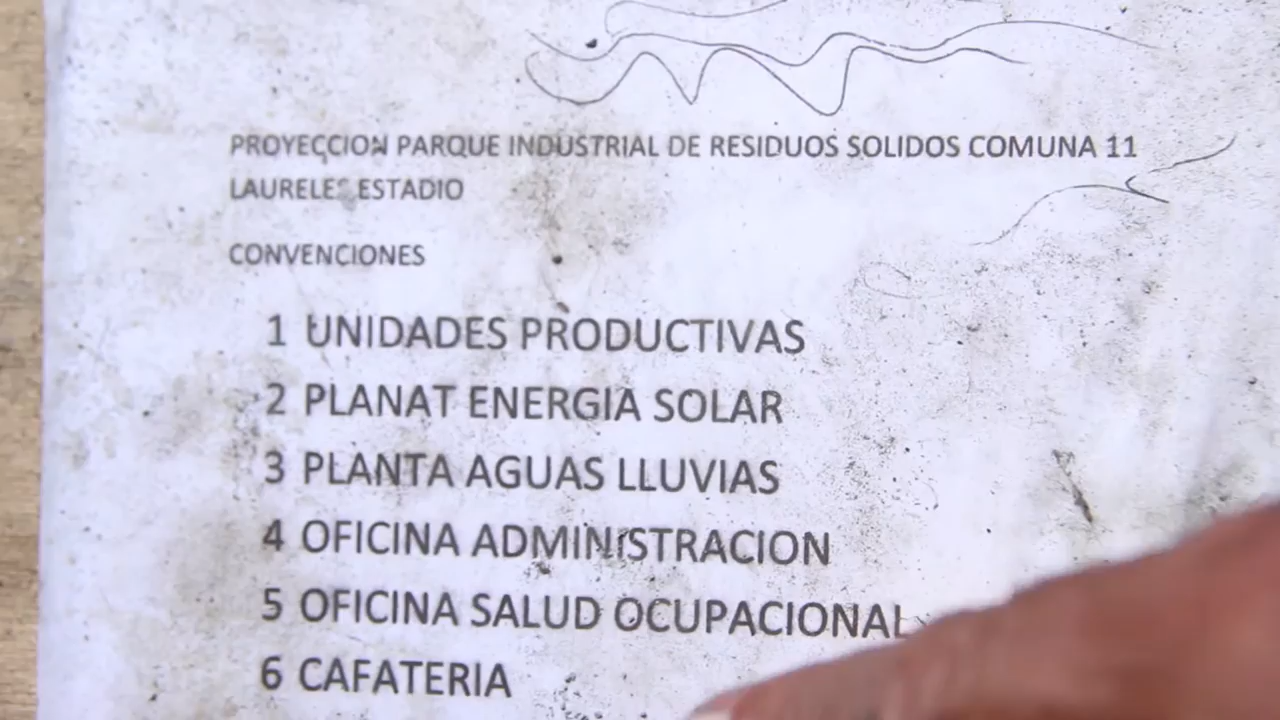 PROYECCION PARQUE INDUSTRIAL DE RESIDUOS SOLIDOS COMUNA 11
LAURELES ESTADIO
CONVENCIONES
1 UNIDADES PRODUCTIVAS
2 PLANAT ENERGIA SOLAR
3 PLANTA AGUAS LLUVIAS
4 OFICINA ADMINISTRACION
5 OFICINA SALUD OCUPACIONAL
6 CAFATERIA